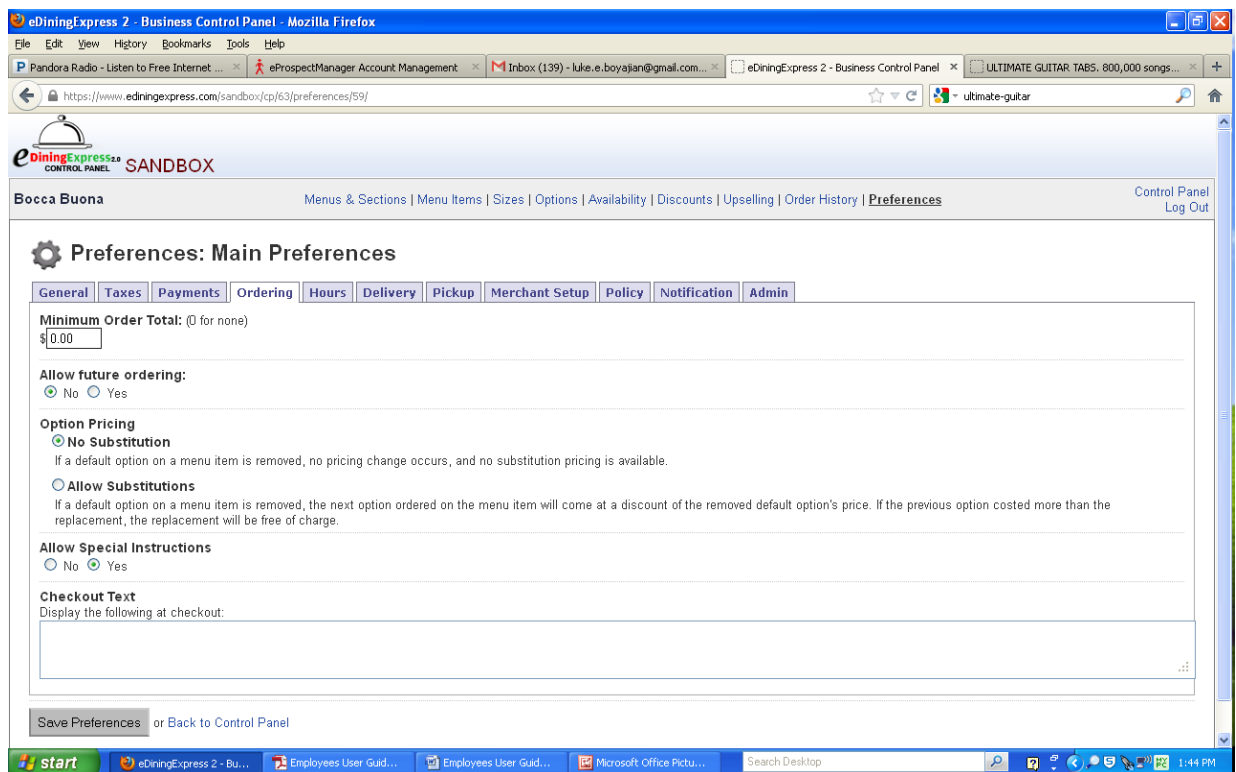 eDiningExpress 2 - Business Control Panel - Mozilla Firefox
File Edit View History Bookmarks Tools Help
Pandora Radio - Listen to Free Internet ... eProspectManager Account Management Inbox (139) - luke.e.boyajian@gmail.com... eDiningExpress 2 - Business Control Panel ULTIMATE GUITAR TABS. 800,000 songs...
https://www.ediningexpress.com/sandbox/cp/63/preferences/59/ ultimate-guitar
eDiningExpress 2.0
CONTROL PANEL SANDBOX
Bocca Buona Menus & Sections | Menu Items | Sizes | Options | Availability | Discounts | Upselling | Order History | Preferences Control Panel
Log Out
Preferences: Main Preferences
General Taxes Payments Ordering Hours Delivery Pickup Merchant Setup Policy Notification Admin
Minimum Order Total: (0 for none)
$ 0.00
Allow future ordering:
No Yes
Option Pricing
No Substitution
If a default option on a menu item is removed, no pricing change occurs, and no substitution pricing is available.
Allow Substitutions
If a default option on a menu item is removed, the next option ordered on the menu item will come at a discount of the removed default option's price. If the previous option costed more than the
replacement, the replacement will be free of charge.
Allow Special Instructions
No Yes
Checkout Text
Display the following at checkout:
Save Preferences or Back to Control Panel
start eDiningExpress 2 - Bu... Employees User Guid... Employees User Guid... Microsoft Office Pictu... Search Desktop 1:44 PM